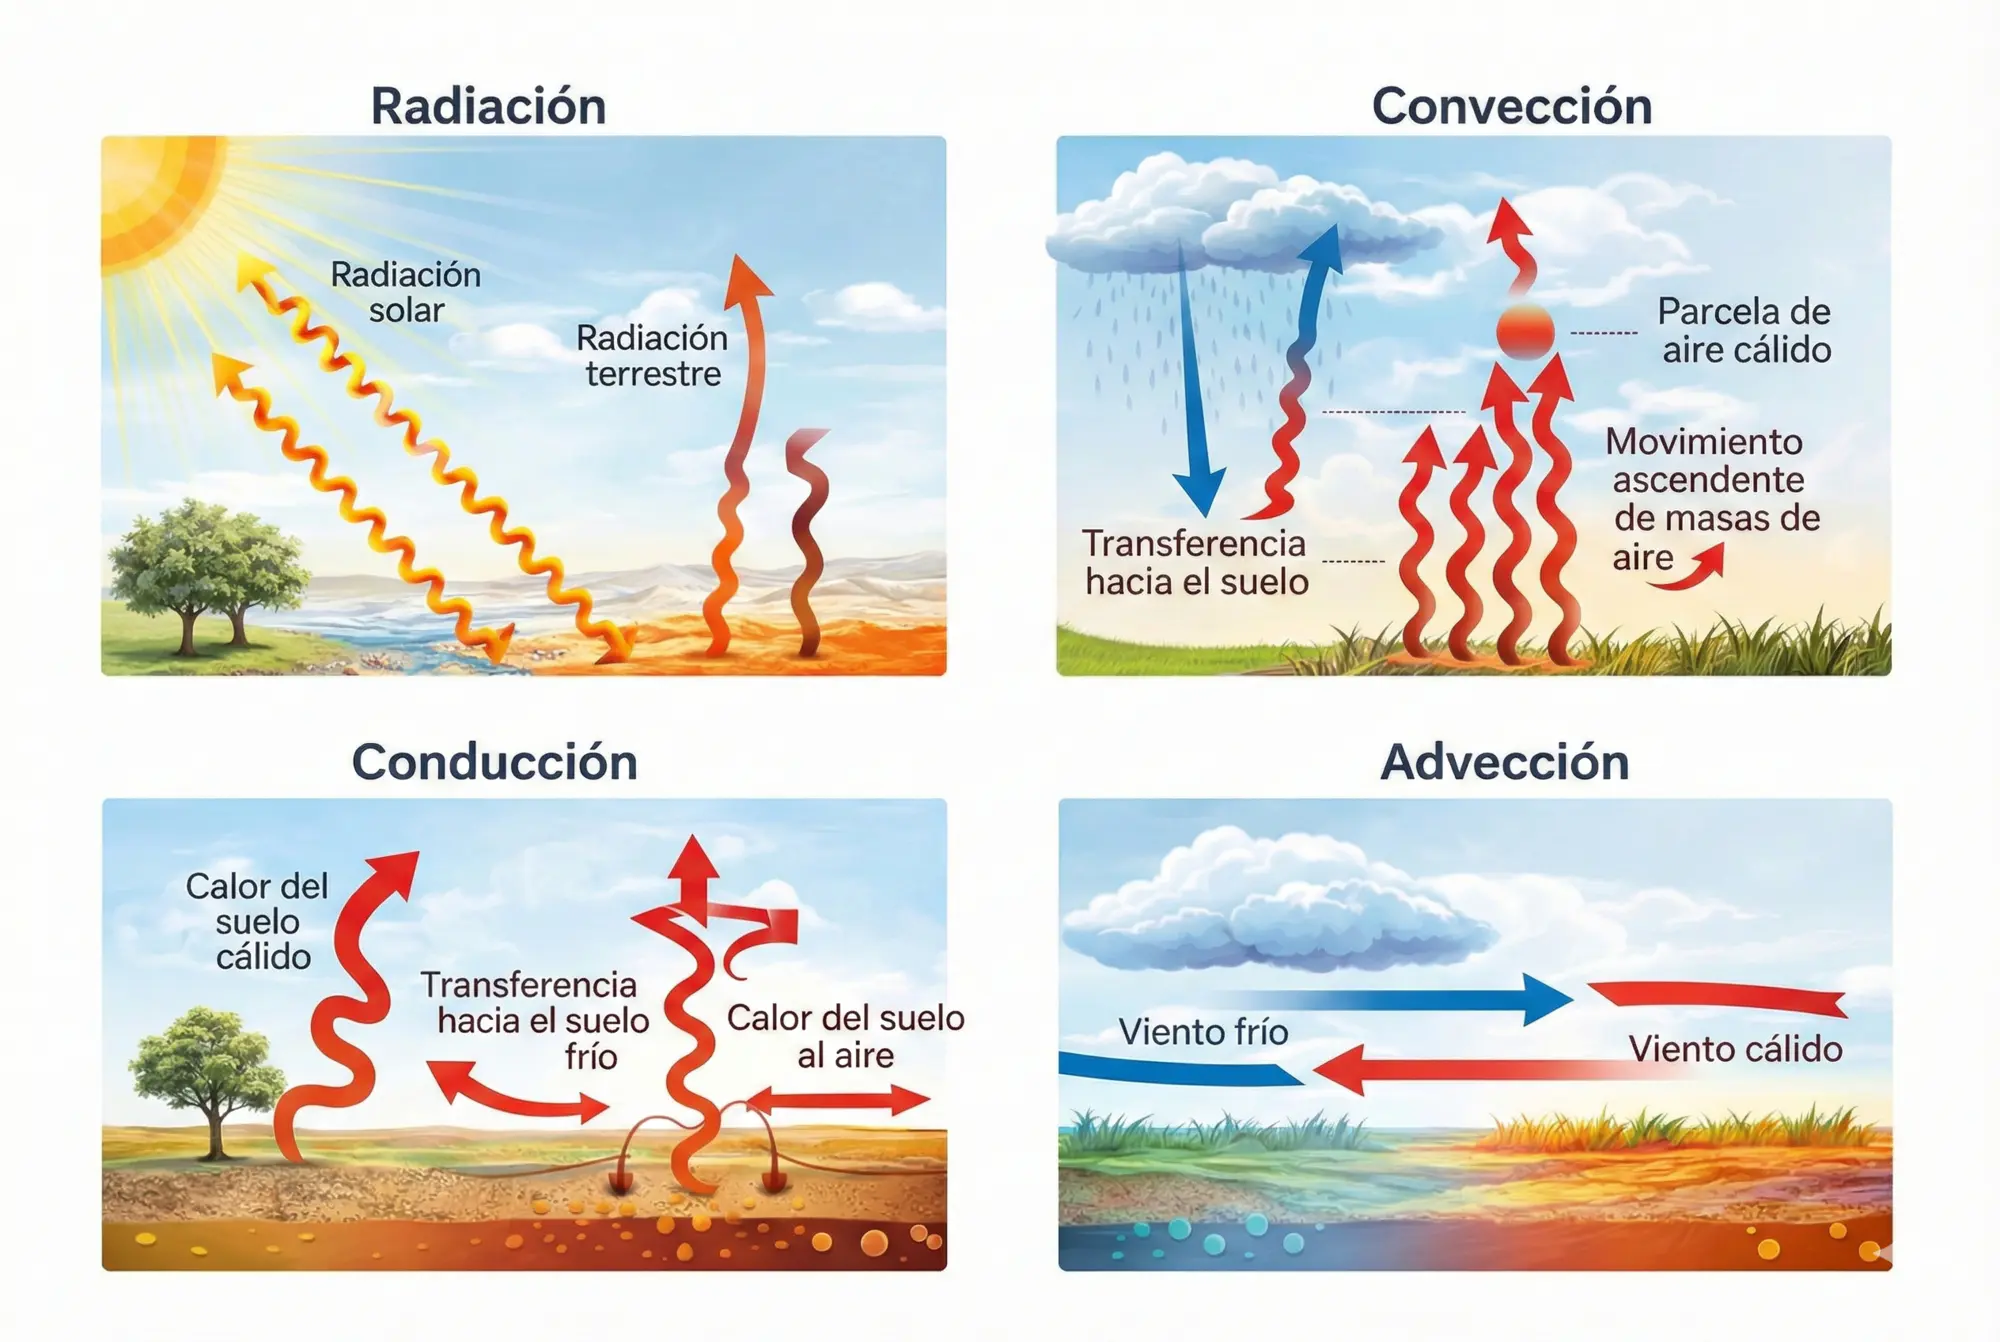 Radiación
Radiación
solar
Radiación
terrestre
Convección
Parcela de
aire cálido
Movimiento
ascendente
de masas de
aire
Transferencia
hacia el suelo
Conducción
Calor del
suelo
cálido
Transferencia
hacia el suelo
frío
Calor del suelo
al aire
Advección
Viento frío
Viento cálido